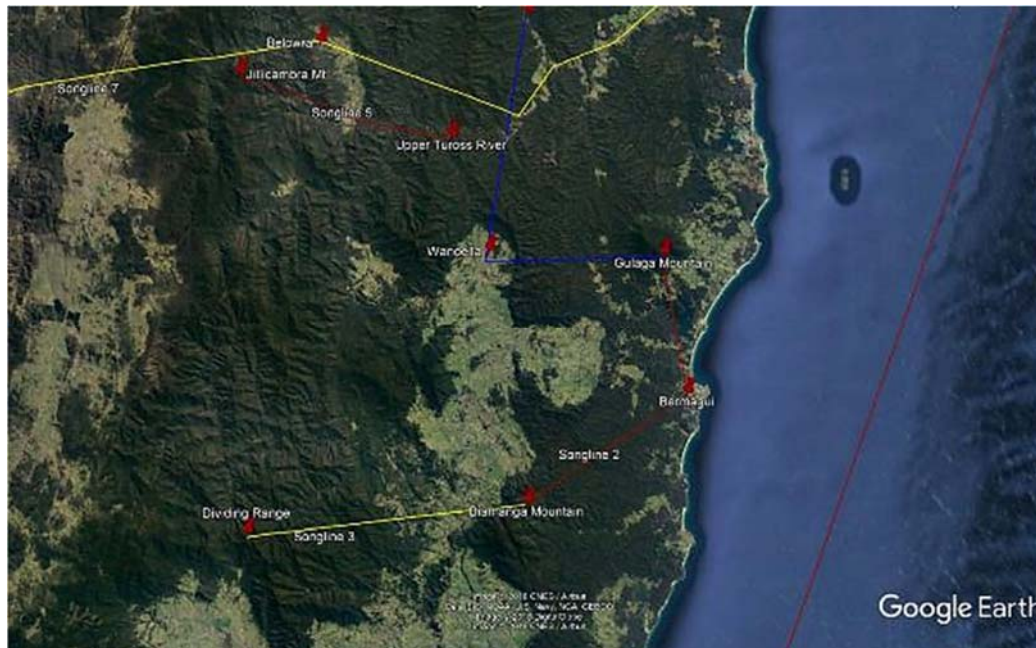 Belowra
Jillicambra Mt
Songline 7
Songline 5
Upper Tuross River
Wandella
Gulaga Mountain
Bermagui
Songline 2
Dividing Range
Biamanga Mountain
Songline 3
Google Earth